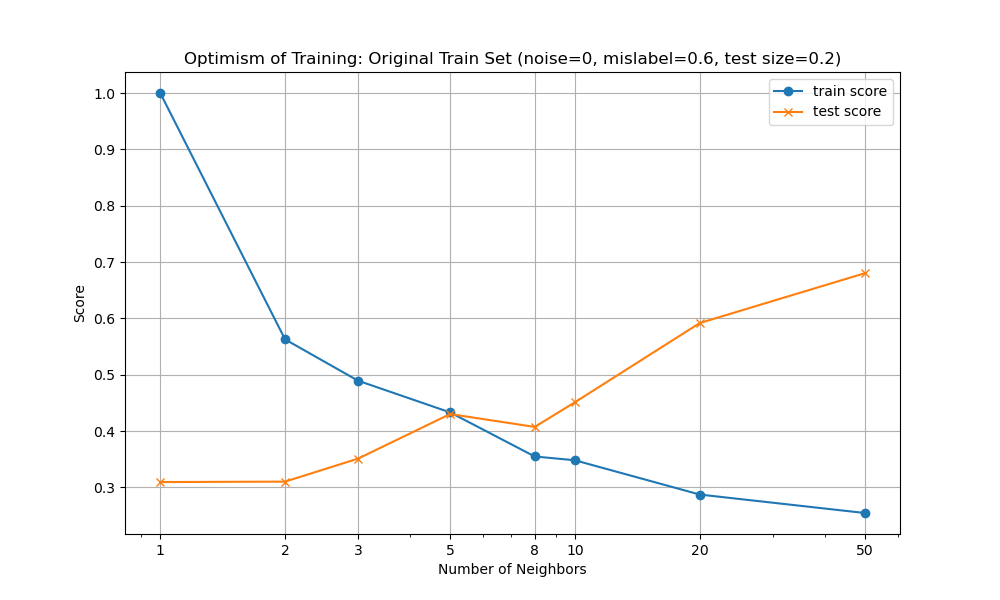 Optimism of Training: Original Train Set (noise=0, mislabel=0.6, test size=0.2)
train score
test score
1.0
0.9
0.8
0.7
0.6
0.5
0.4
0.3
Score
1 2 3 5 8 10 20 50
Number of Neighbors